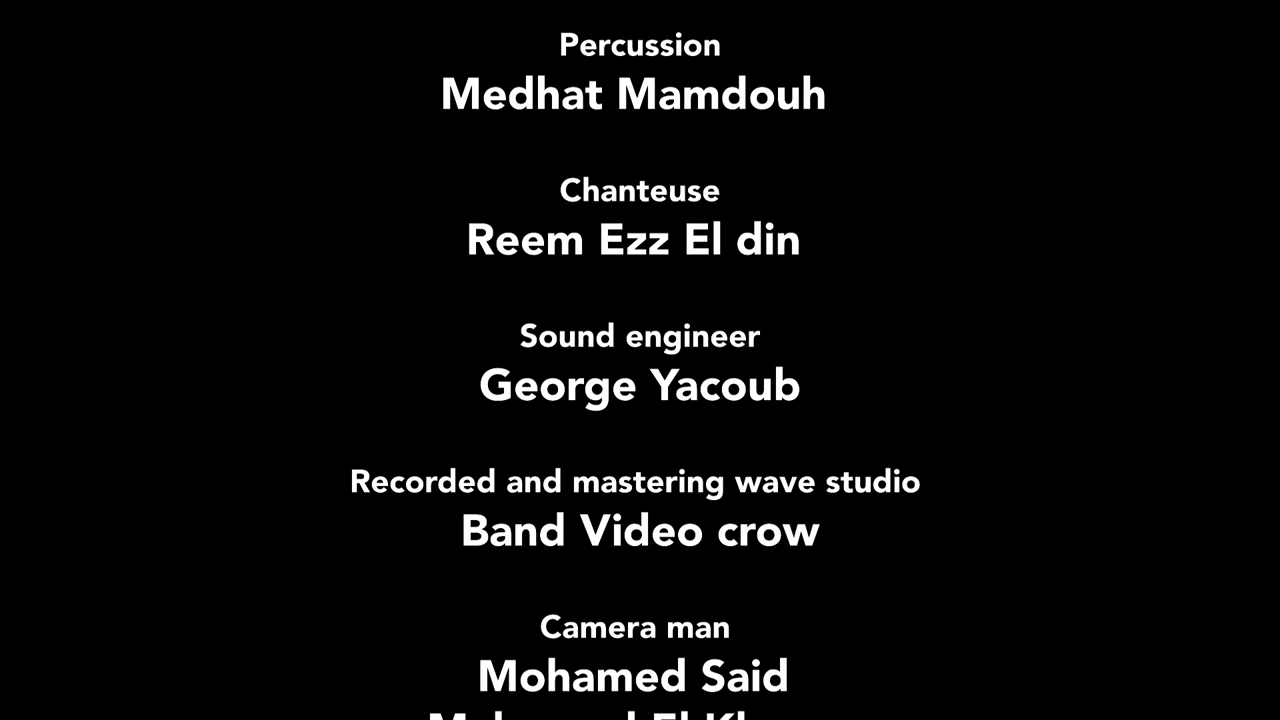 Percussion
Medhat Mamdouh
Chanteuse
Reem Ezz El din
Sound engineer
George Yacoub
Recorded and mastering wave studio
Band Video crow
Camera man
Mohamed Said